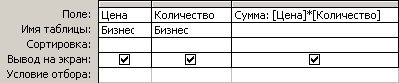 Поле: Цена Количество Сумма: [Цена]*[Количество]
Имя таблицы: Бизнес Бизнес
Сортировка:
Вывод на экран:
Условие отбора: